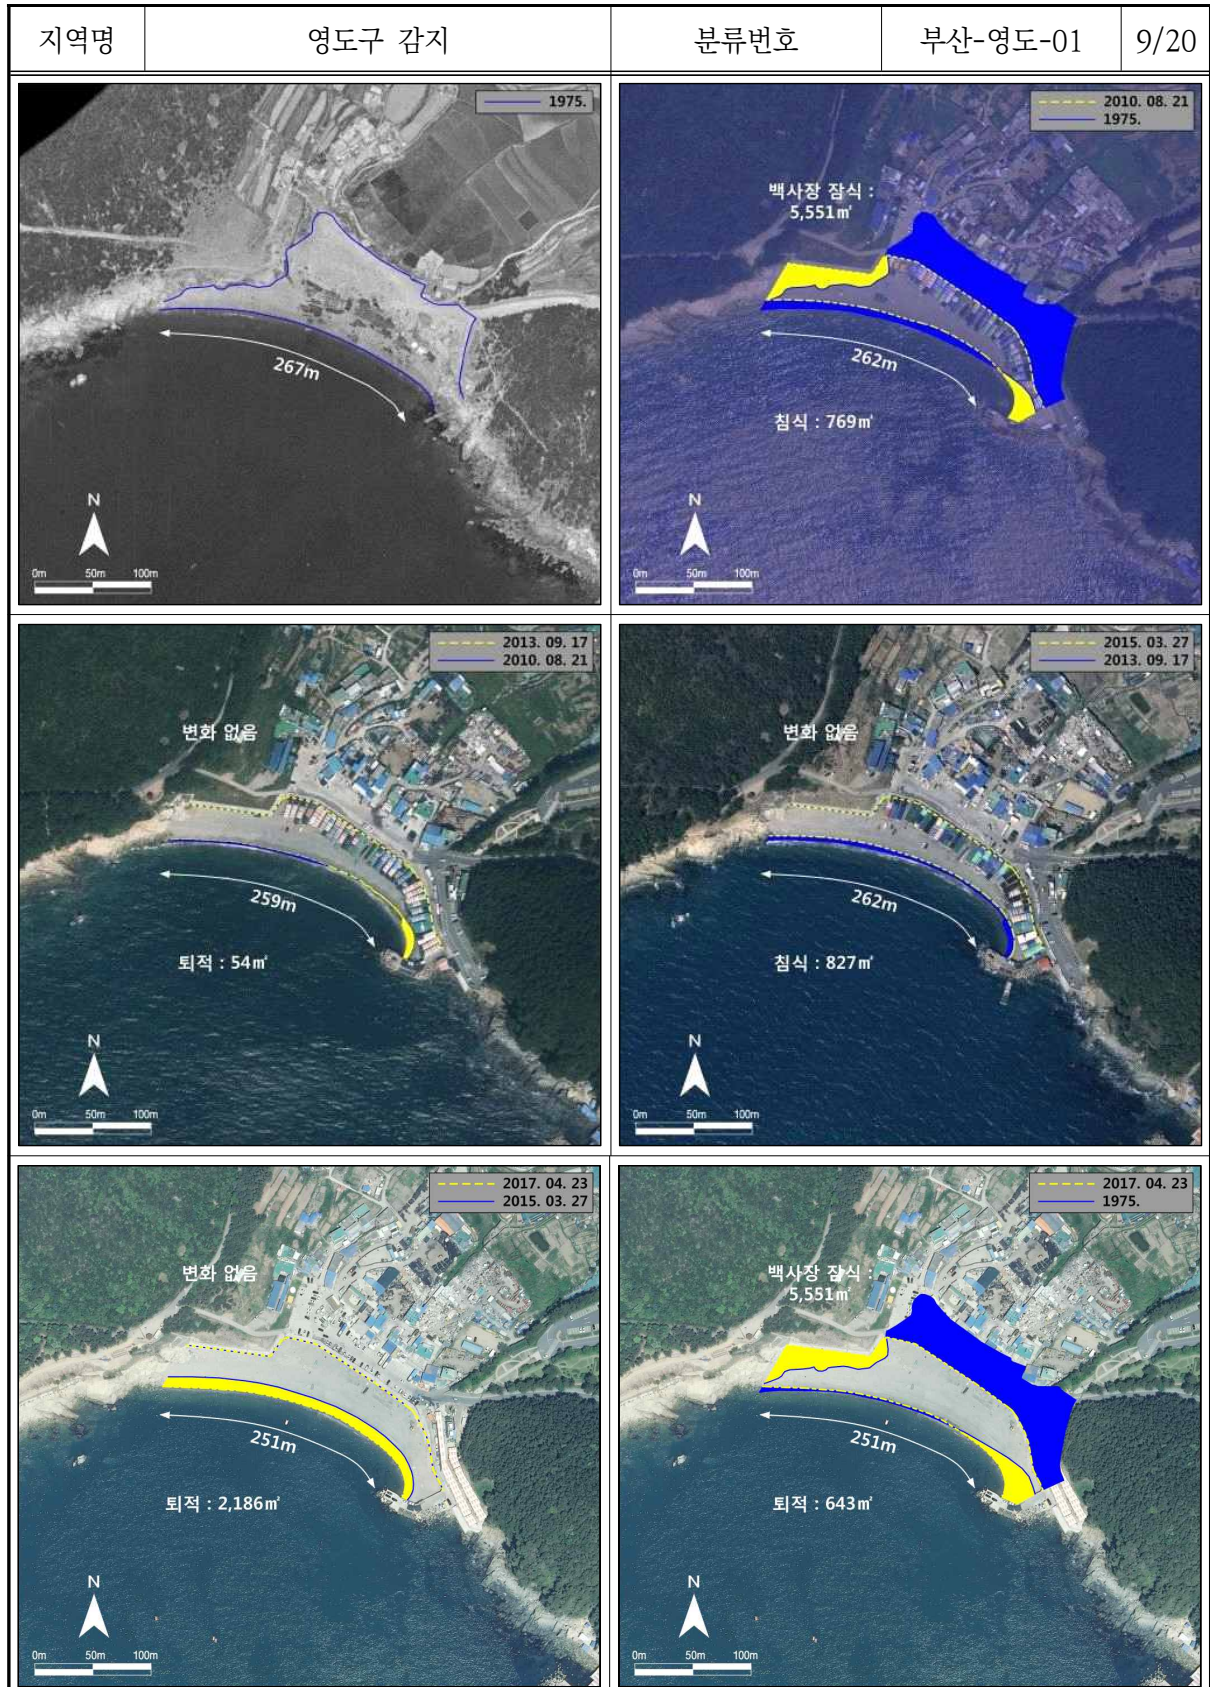 지역명 영도구 감지 분류번호 부산-영도-01 9/20
1975.
267m
N
0m 50m 100m
2010. 08. 21
1975.
백사장 잠식 :
5,551㎡
262m
침식 : 769㎡
N
0m 50m 100m
2013. 09. 17
2010. 08. 21
변화 없음
259m
퇴적 : 54㎡
N
0m 50m 100m
2015. 03. 27
2013. 09. 17
변화 없음
262m
침식 : 827㎡
N
0m 50m 100m
2017. 04. 23
2015. 03. 27
변화 없음
251m
퇴적 : 2,186㎡
N
0m 50m 100m
2017. 04. 23
1975.
백사장 잠식 :
5,551㎡
251m
퇴적 : 643㎡
N
0m 50m 100m